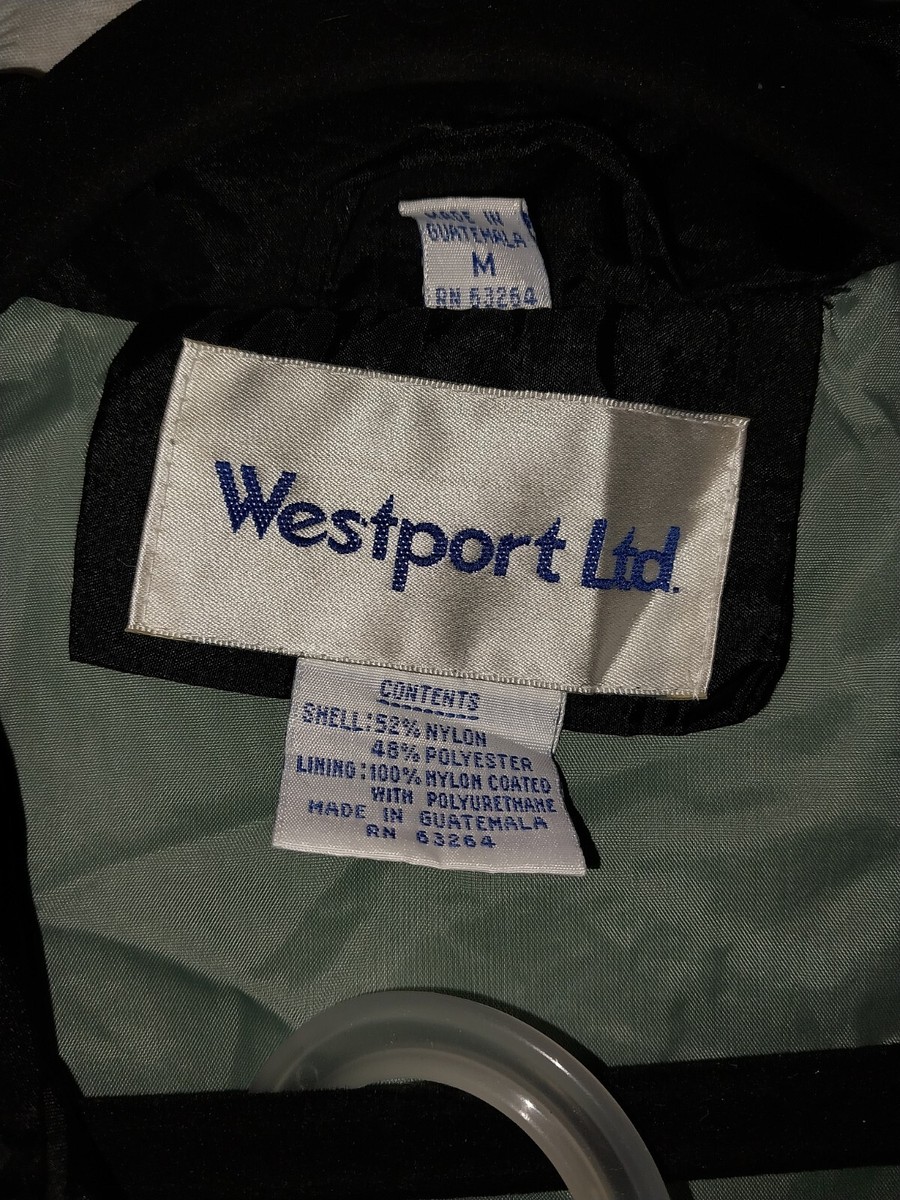 MADE IN
GUATEMALA
M
RN 63264
Westport Ltd.
CONTENTS
SHELL: 52% NYLON
48% POLYESTER
LINING: 100% NYLON COATED
WITH POLYURETHANE
MADE IN GUATEMALA
RN 63264